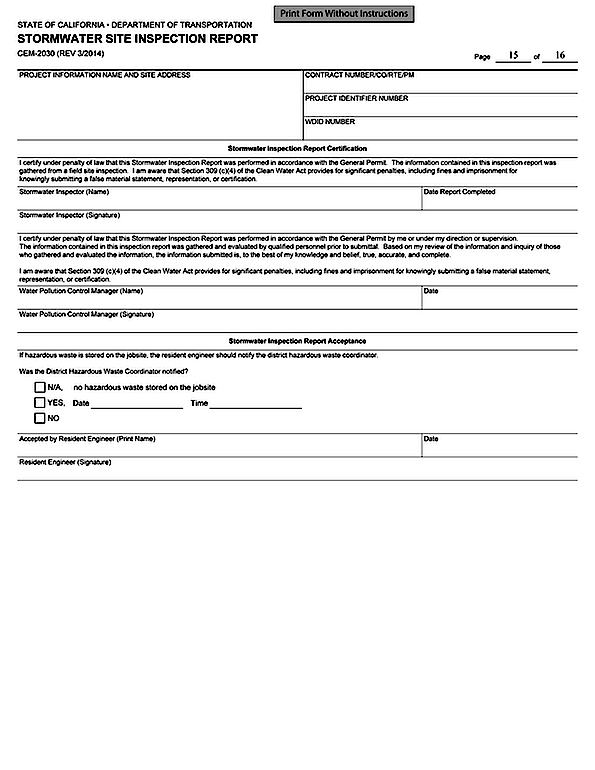 Print Form Without Instructions
STATE OF CALIFORNIA • DEPARTMENT OF TRANSPORTATION
STORMWATER SITE INSPECTION REPORT
CEM-2030 (REV 3/2014)
Page 15 of 16
PROJECT INFORMATION NAME AND SITE ADDRESS
CONTRACT NUMBER/CO/RTE/PM
PROJECT IDENTIFIER NUMBER
WDID NUMBER
Stormwater Inspection Report Certification
I certify under penalty of law that this Stormwater Inspection Report was performed in accordance with the General Permit. The information contained in this inspection report was
gathered from a field site inspection. I am aware that Section 309 (c)(4) of the Clean Water Act provides for significant penalties, including fines and imprisonment for
knowingly submitting a false material statement, representation, or certification.
Stormwater Inspector (Name)
Date Report Completed
Stormwater Inspector (Signature)
I certify under penalty of law that this Stormwater Inspection Report was performed in accordance with the General Permit by me or under my direction or supervision.
The information contained in this inspection report was gathered and evaluated by qualified personnel prior to submittal. Based on my review of the information and inquiry of those
who gathered and evaluated the information, the information submitted is, to the best of my knowledge and belief, true, accurate, and complete.
I am aware that Section 309 (c)(4) of the Clean Water Act provides for significant penalties, including fines and imprisonment for knowingly submitting a false material statement,
representation, or certification.
Water Pollution Control Manager (Name)
Date
Water Pollution Control Manager (Signature)
Stormwater Inspection Report Acceptance
If hazardous waste is stored on the jobsite, the resident engineer should notify the district hazardous waste coordinator.
Was the District Hazardous Waste Coordinator notified?
N/A, no hazardous waste stored on the jobsite
YES, Date Time
NO
Accepted by Resident Engineer (Print Name)
Date
Resident Engineer (Signature)